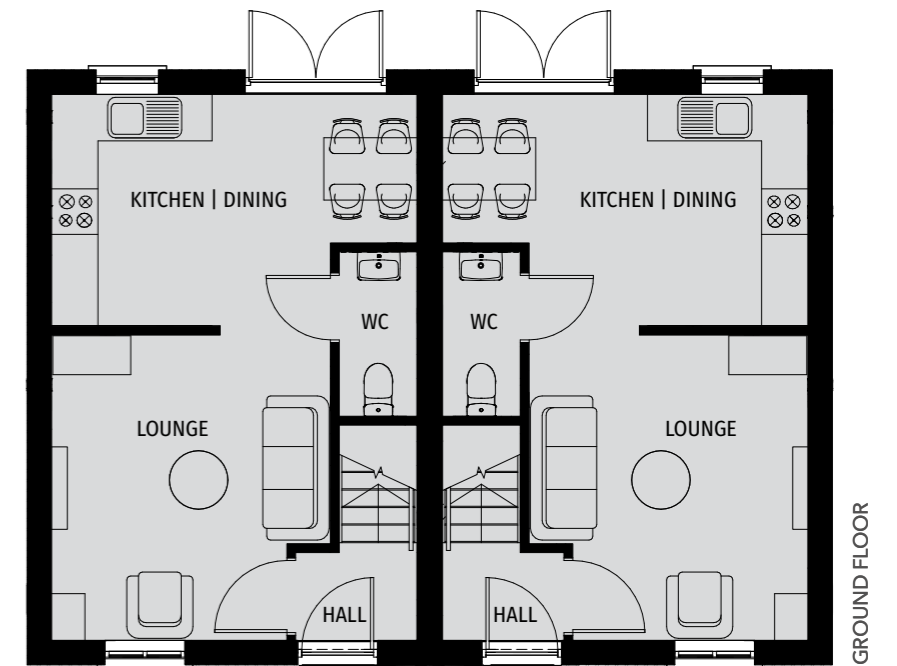 KITCHEN | DINING
KITCHEN | DINING
WC
WC
LOUNGE
LOUNGE
HALL
HALL
GROUND FLOOR